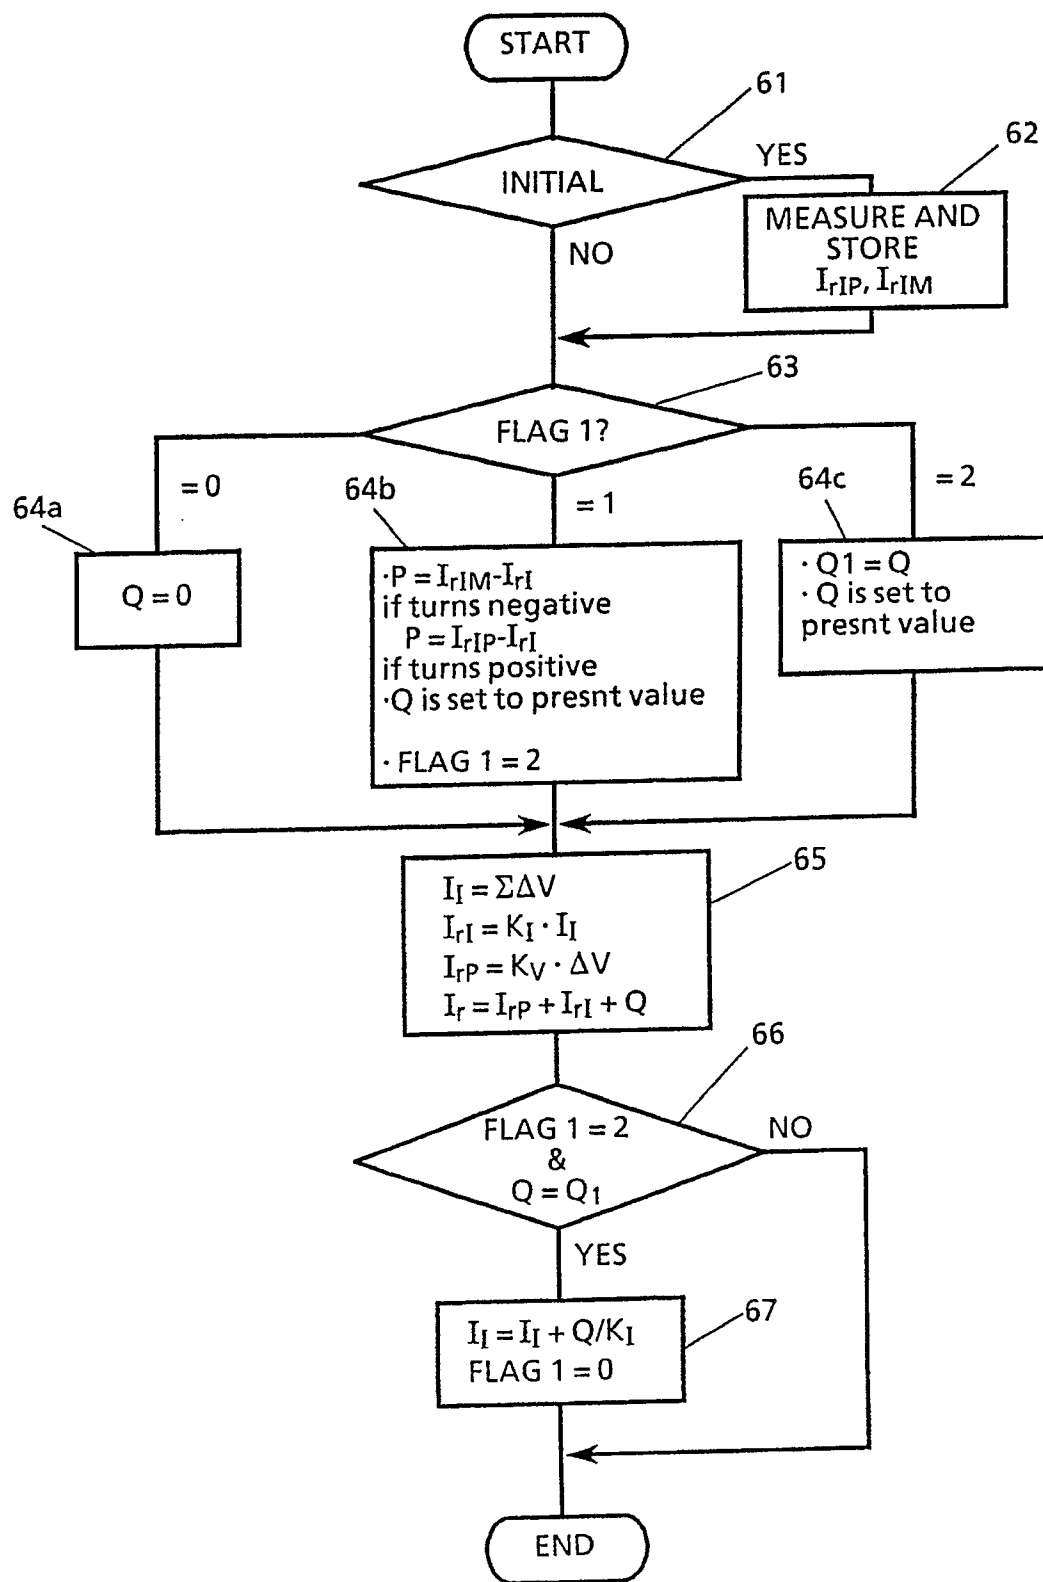 START
61
INITIAL
YES
62
MEASURE AND
STORE
IrIP, IrIM
NO
63
FLAG 1?
= 0
64a
Q = 0
64b
= 1
·P = IrIM-IrI
if turns negative
P = IrIP-IrI
if turns positive
·Q is set to presnt value
· FLAG 1 = 2
64c
= 2
· Q1 = Q
· Q is set to
presnt value
65
II = ΣΔV
IrI = KI · II
IrP = KV · ΔV
Ir = IrP + IrI + Q
66
FLAG 1 = 2
&
Q = Q1
NO
YES
67
II = II + Q/KI
FLAG 1 = 0
END